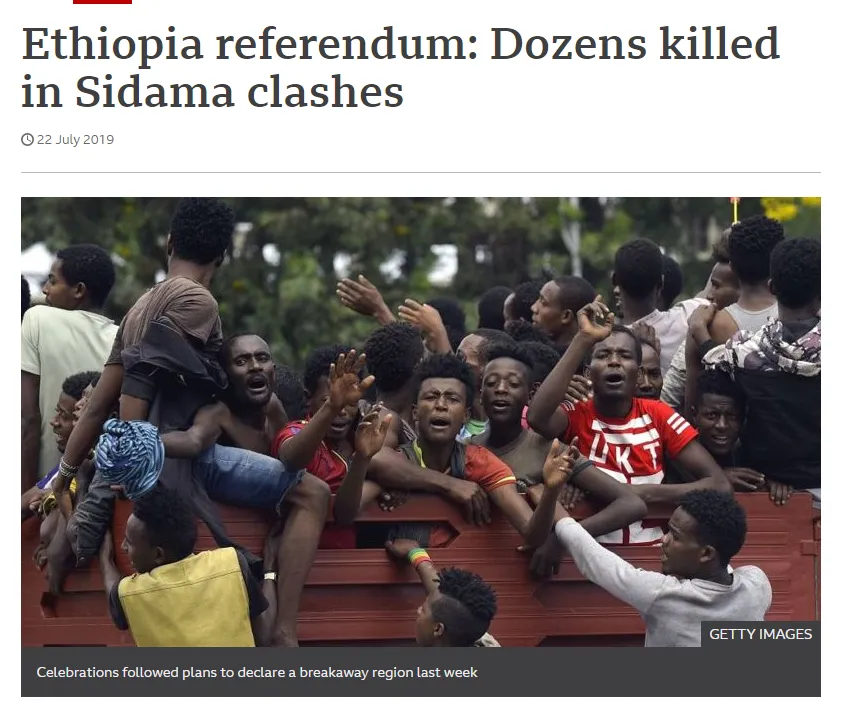 Ethiopia referendum: Dozens killed
in Sidama clashes
22 July 2019
UKT
GETTY IMAGES
Celebrations followed plans to declare a breakaway region last week